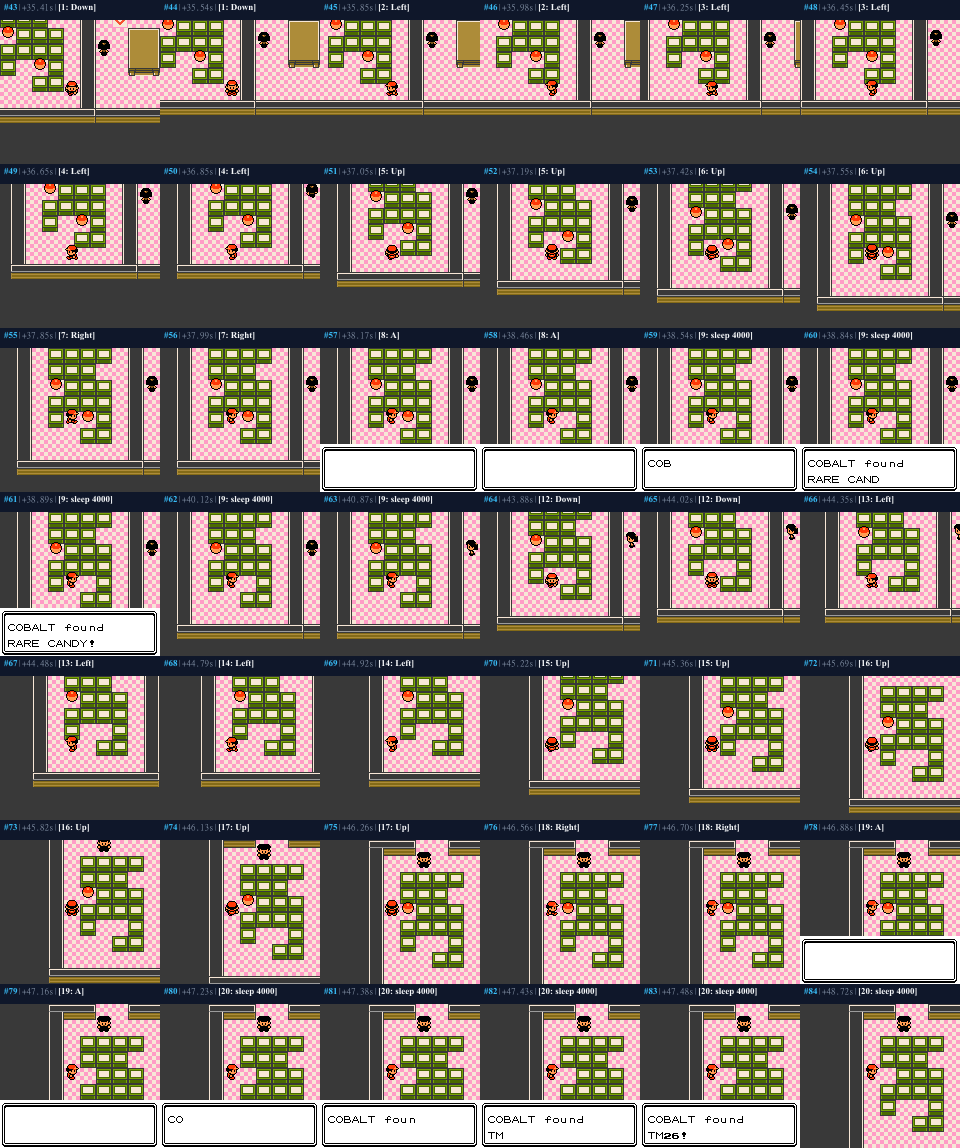 #43|+35.41s| [1: Down]
#44|+35.54s| [1: Down]
#45|+35.85s| [2: Left]
#46|+35.98s| [2: Left]
#47|+36.25s| [3: Left]
#48|+36.45s| [3: Left]
#49|+36.65s| [4: Left]
#50|+36.85s| [4: Left]
#51|+37.05s| [5: Up]
#52|+37.19s| [5: Up]
#53|+37.42s| [6: Up]
#54|+37.55s| [6: Up]
#55|+37.85s| [7: Right]
#56|+37.99s| [7: Right]
#57|+38.17s| [8: A]
#58|+38.46s| [8: A]
#59|+38.54s| [9: sleep 4000]
#60|+38.84s| [9: sleep 4000]
COB
COBALT found
RARE CAND
#61|+38.89s| [9: sleep 4000]
#62|+40.12s| [9: sleep 4000]
#63|+40.87s| [9: sleep 4000]
#64|+43.88s| [12: Down]
#65|+44.02s| [12: Down]
#66|+44.35s| [13: Left]
COBALT found
RARE CANDY!
#67|+44.48s| [13: Left]
#68|+44.79s| [14: Left]
#69|+44.92s| [14: Left]
#70|+45.22s| [15: Up]
#71|+45.36s| [15: Up]
#72|+45.69s| [16: Up]
#73|+45.82s| [16: Up]
#74|+46.13s| [17: Up]
#75|+46.26s| [17: Up]
#76|+46.56s| [18: Right]
#77|+46.70s| [18: Right]
#78|+46.88s| [19: A]
#79|+47.16s| [19: A]
#80|+47.23s| [20: sleep 4000]
#81|+47.38s| [20: sleep 4000]
#82|+47.43s| [20: sleep 4000]
#83|+47.48s| [20: sleep 4000]
#84|+48.72s| [20: sleep 4000]
CO
COBALT foun
COBALT found
TM
COBALT found
TM26!